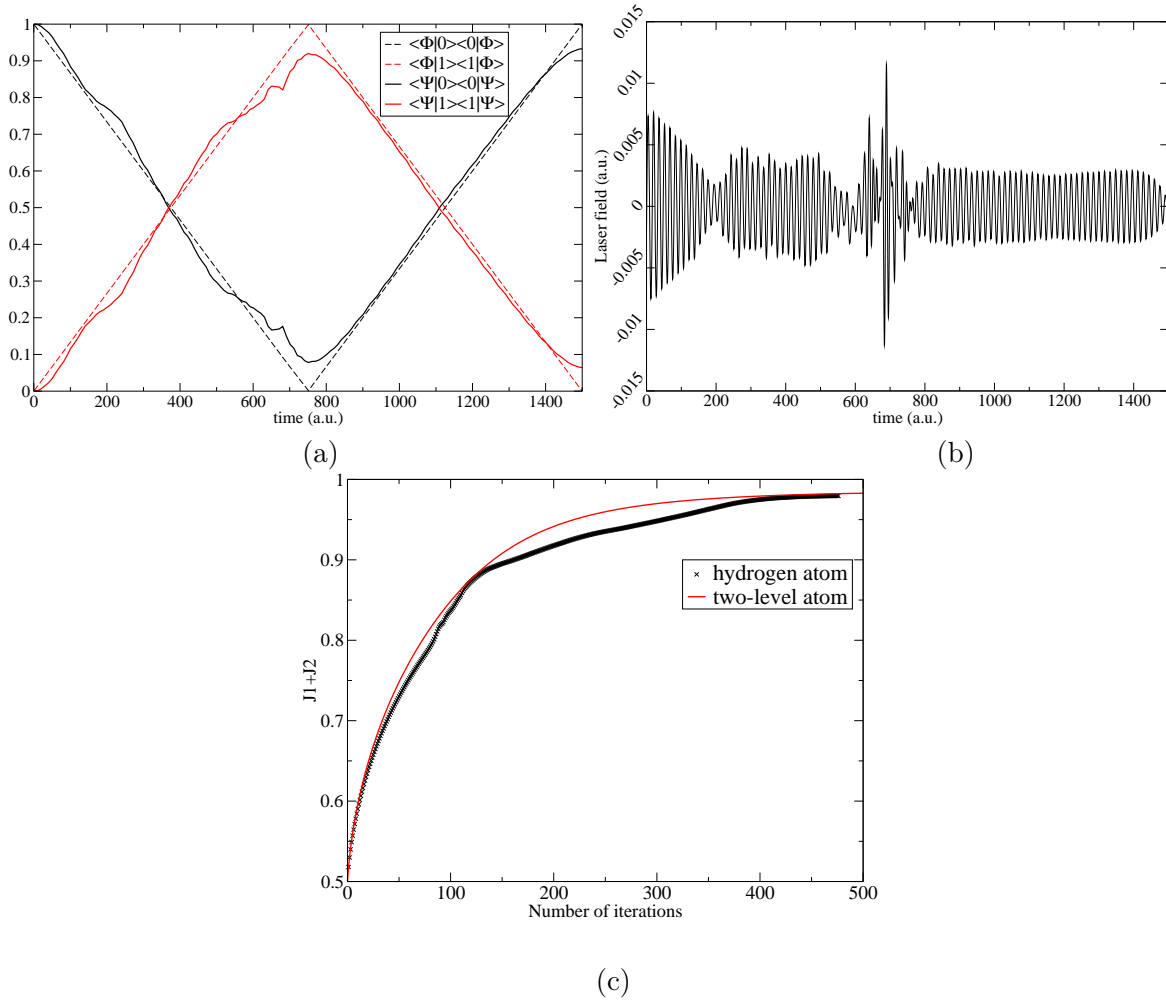 1
0.9
0.8
0.7
0.6
0.5
0.4
0.3
0.2
0.1
0
0 200 400 600 800 1000 1200 1400
time (a.u.)
<Φ|0><0|Φ>
<Φ|1><1|Φ>
<Ψ|0><0|Ψ>
<Ψ|1><1|Ψ>
(a)
0.015
0.01
0.005
0
-0.005
-0.01
-0.015
Laser field (a.u.)
0 200 400 600 800 1000 1200 1400
time (a.u.)
(b)
1
0.9
0.8
0.7
0.6
0.5
J1+J2
0 100 200 300 400 500
Number of iterations
hydrogen atom
two-level atom
(c)